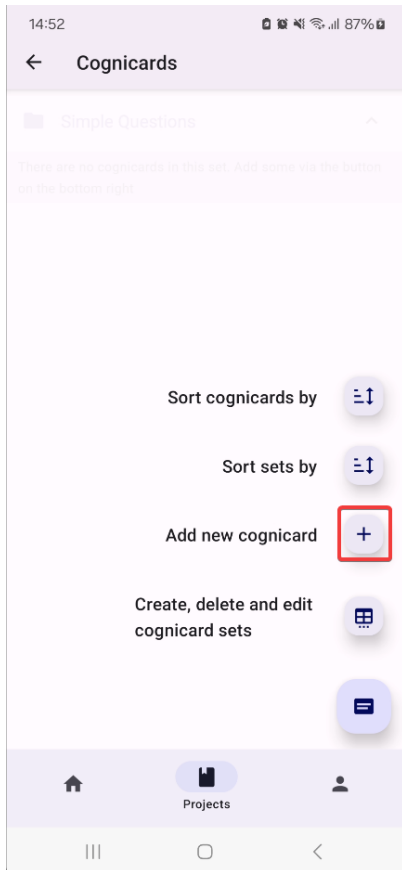 14:52
87%
Cognicards
Simple Questions
There are no cognicards in this set. Add some via the button
on the bottom right.
Sort cognicards by
Sort sets by
Add new cognicard
Create, delete and edit
cognicard sets
Projects